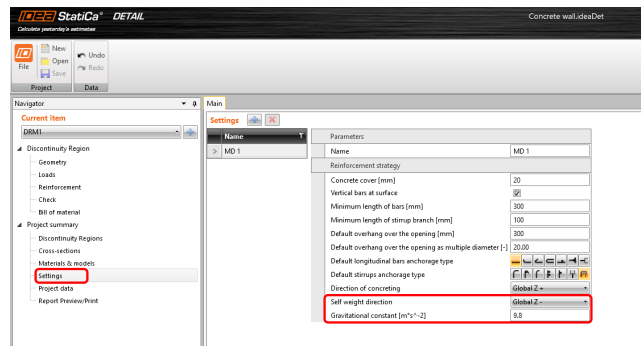 IDEA StatiCa® DETAIL
Calculate yesterday's estimates
Concrete wall.ideaDet
File
New
Open
Save
Undo
Redo
Project
Data
Navigator
Current item
DRM1
Discontinuity Region
Geometry
Loads
Reinforcement
Check
Bill of material
Project summary
Discontinuity Regions
Cross-sections
Materials & models
Settings
Project data
Report Preview/Print
Main
Settings
Name
> MD 1
Parameters
Name MD 1
Reinforcement strategy
Concrete cover [mm] 20
Vertical bars at surface
Minimum length of bars [mm] 300
Minimum length of stirrup branch [mm] 100
Default overhang over the opening [mm] 300
Default overhang over the opening as multiple diameter [-] 20.00
Default longitudinal bars anchorage type
Default stirrups anchorage type
Direction of concreting Global Z +
Self weight direction Global Z -
Gravitational constant [m*s^-2] 9.8